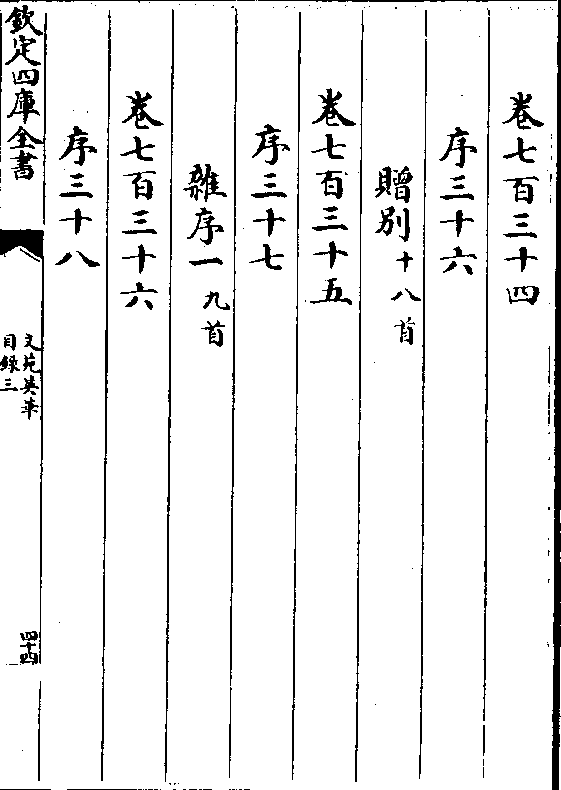 卷七百三十四
序三十六
贈別十八首
卷七百三十五
序三十七
雜序一九首
卷七百三十六
序三十八
欽定四庫全書
文苑英華
目錄三
四十四